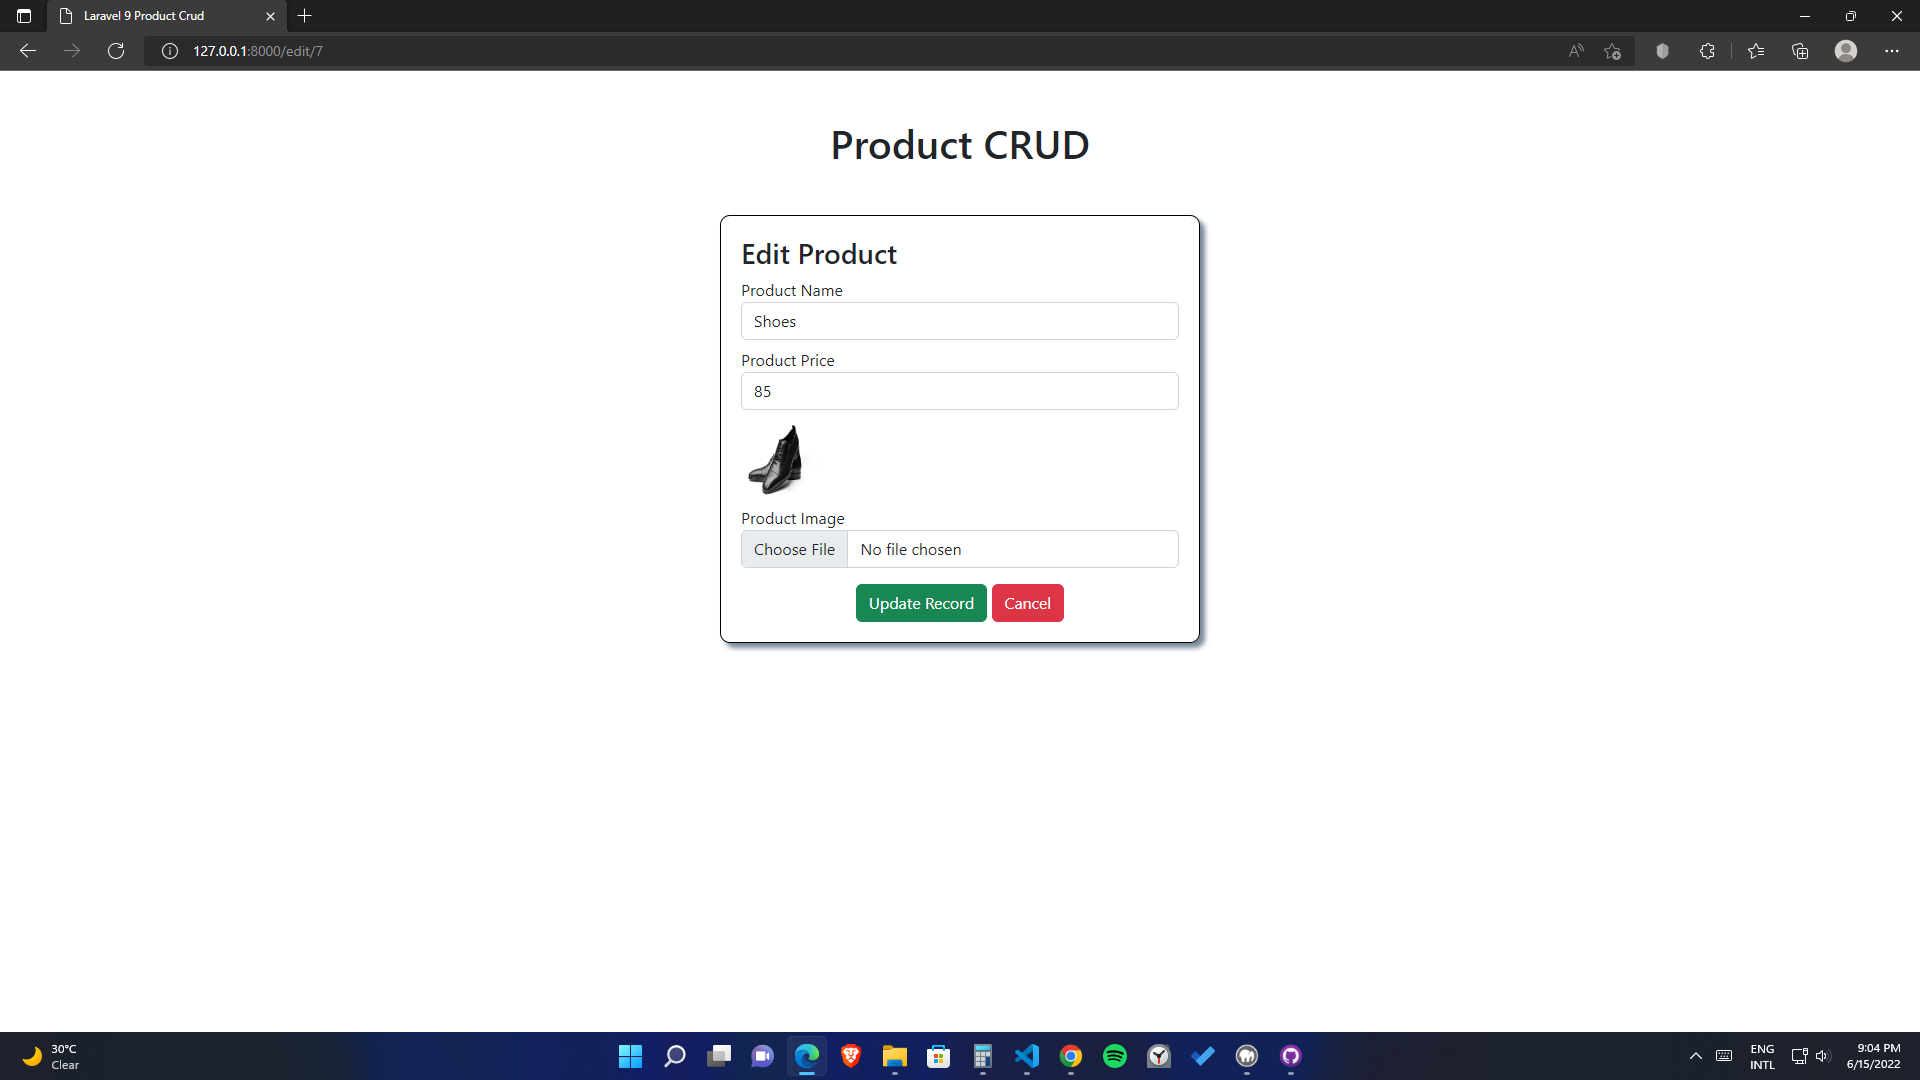 Laravel 9 Product Crud
127.0.0.1:8000/edit/7
Product CRUD
Edit Product
Product Name
Shoes
Product Price
85
Product Image
Choose File No file chosen
Update Record Cancel
30°C
Clear
ENG
INTL
9:04 PM
6/15/2022